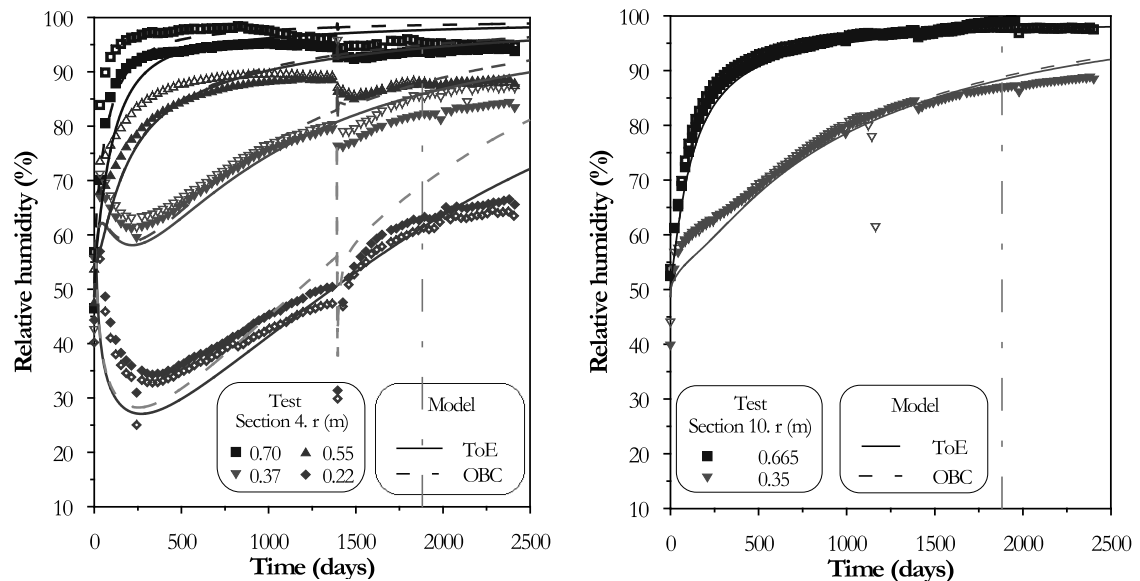 100
90
80
70
60
50
40
30
20
10
Relative humidity (%)
0
500
1000
1500
2000
2500
Time (days)
Test
Section 4. r (m)
0.70
0.55
0.37
0.22
Model
ToE
OBC
100
90
80
70
60
50
40
30
20
10
Relative humidity (%)
0
500
1000
1500
2000
2500
Time (days)
Test
Section 10. r (m)
0.665
0.35
Model
ToE
OBC